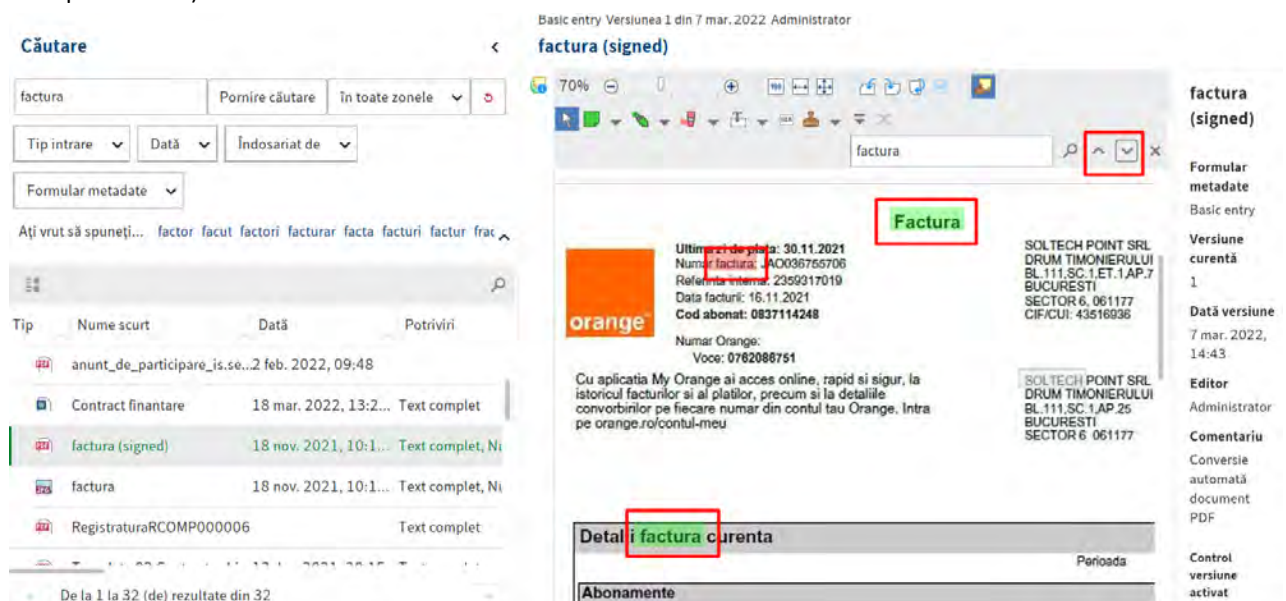 Basic entry Versiunea 1 din 7 mar. 2022 Administrator
Căutare
factura (signed)
factura
Pornire căutare
În toate zonele
Tip intrare
Dată
Îndosariat de
Formular metadate
Ați vrut să spuneți... factor facut factori facturar facta facturi factur frac
Tip Nume scurt Dată Potriviri
anunt_de_participare_is.se...2 feb. 2022, 09:48
Contract finantare 18 mar. 2022, 13:2... Text complet
factura (signed) 18 nov. 2021, 10:1... Text complet, Nu
factura 18 nov. 2021, 10:1... Text complet, Nu
RegistraturaRCOMP000006 Text complet
De la 1 la 32 (de) rezultate din 32
70%
factura
Factura
orange
Ultima zi de plata: 30.11.2021
Numar factura: JAO036755706
Referinta interna: 2359317019
Data facturii: 16.11.2021
Cod abonat: 0837114248
Numar Orange:
Voce: 0762086751
SOLTECH POINT SRL
DRUM TIMONIERULUI
BL.111,SC.1,ET.1,AP.7
BUCURESTI
SECTOR 6, 061177
CIF/CUI: 43516936
Cu aplicatia My Orange ai acces online, rapid si sigur, la
istoricul facturilor si al platilor, precum si la detaliile
convorbirilor pe fiecare numar din contul tau Orange. Intra
pe orange.ro/contul-meu
SOLTECH POINT SRL
DRUM TIMONIERULUI
BL.111,SC.1,AP.25
BUCURESTI
SECTOR 6 061177
Detalii factura curenta
Perioada
Abonamente
factura
(signed)
Formular
metadate
Basic entry
Versiune
curentă
1
Dată versiune
7 mar. 2022,
14:43
Editor
Administrator
Comentariu
Conversie
automată
document
PDF
Control
versiune
activat